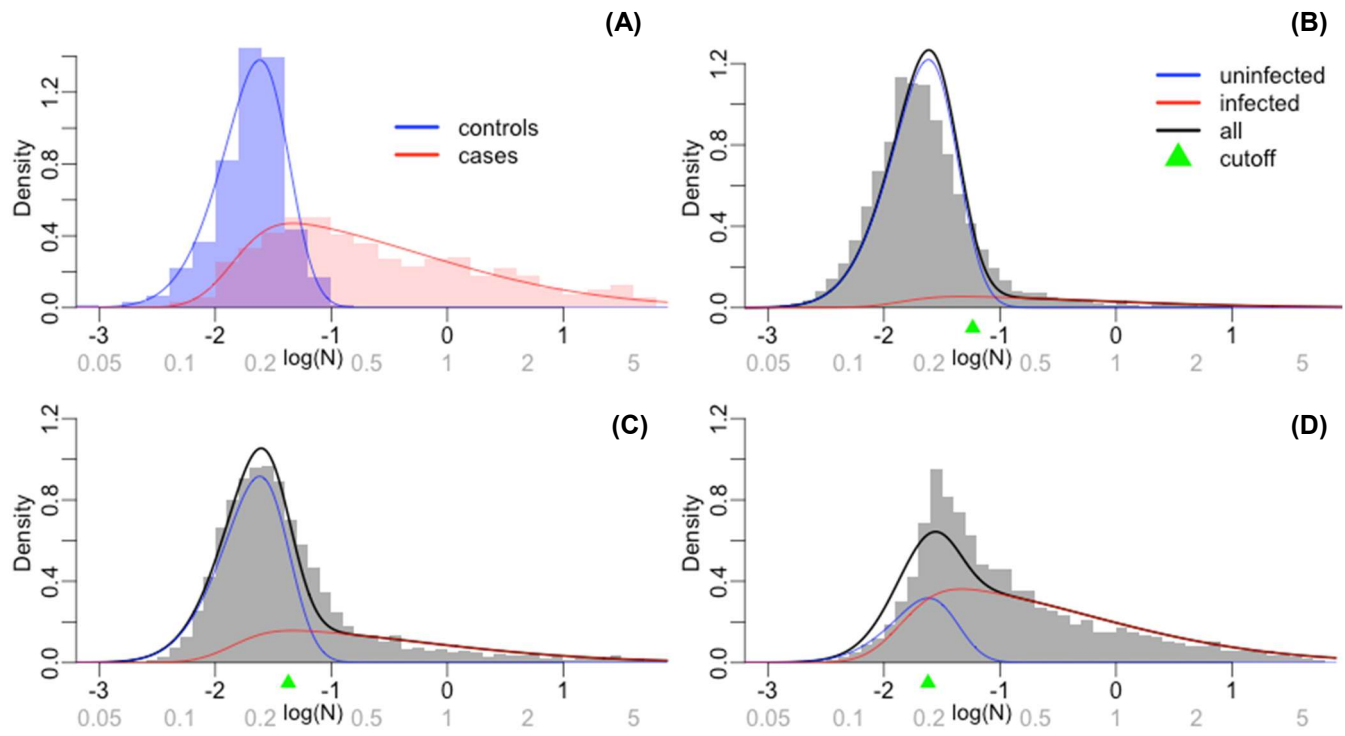 (A)
Density
0.0 0.4 0.8 1.2
controls
cases
-3 -2 -1 0 1
0.05 0.1 0.2 0.5 1 2 5
log(N)
(B)
Density
0.0 0.4 0.8 1.2
uninfected
infected
all
cutoff
-3 -2 -1 0 1
0.05 0.1 0.2 0.5 1 2 5
log(N)
(C)
Density
0.0 0.4 0.8 1.2
-3 -2 -1 0 1
0.05 0.1 0.2 0.5 1 2 5
log(N)
(D)
Density
0.0 0.4 0.8 1.2
-3 -2 -1 0 1
0.05 0.1 0.2 0.5 1 2 5
log(N)